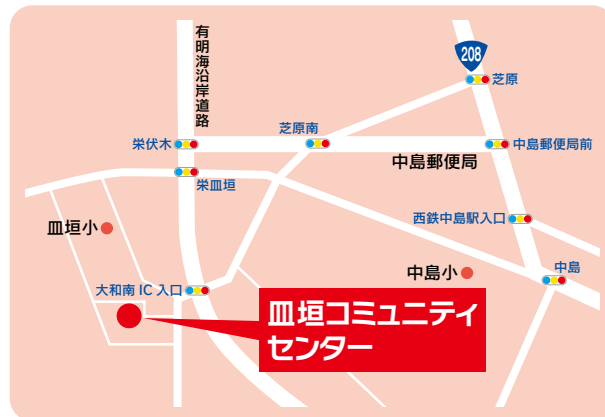 有明海沿岸道路
208
芝原
芝原南
栄伏木
中島郵便局
中島郵便局前
栄皿垣
皿垣小
西鉄中島駅入口
中島小
中島
大和南IC入口
皿垣コミュニティ
センター